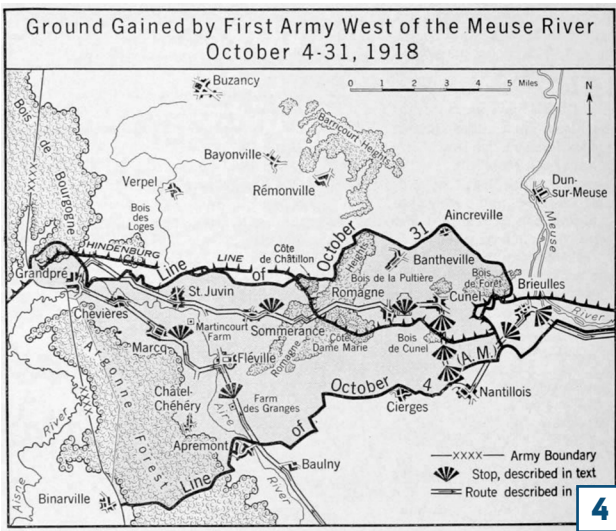 Ground Gained by First Army West of the Meuse River
October 4-31, 1918
0 1 2 3 4 5 Miles
N
Buzancy
Bois
de
Bourgogne
XXXX
Barricourt Heights
Bayonville
Verpel
Rémonville
Dun-
sur-Meuse
Bois
des
Loges
Meuse
Aincreville
HINDENBURG
LINE
Côte
de Châtillon
Line of October 31
Heights
Bantheville
Bois de la Pultière
Bois
de Forêt
Grandpré
St. Juvin
Romagne
Cunel
Brieulles
River
Chevières
Martincourt
Farm
Sommerance
Marcq
Romagne
Côte
Dame Marie
Bois
de Cunel
(A.M.)
Fléville
Argonne
Forest
Châtel-
Chéhéry
Aire
River
Farm
des Granges
Line of October 4
Cierges
Nantillois
River
Aisne
Apremont
Baulny
Binarville
XXXX Army Boundary
Stop, described in text
Route described in
4